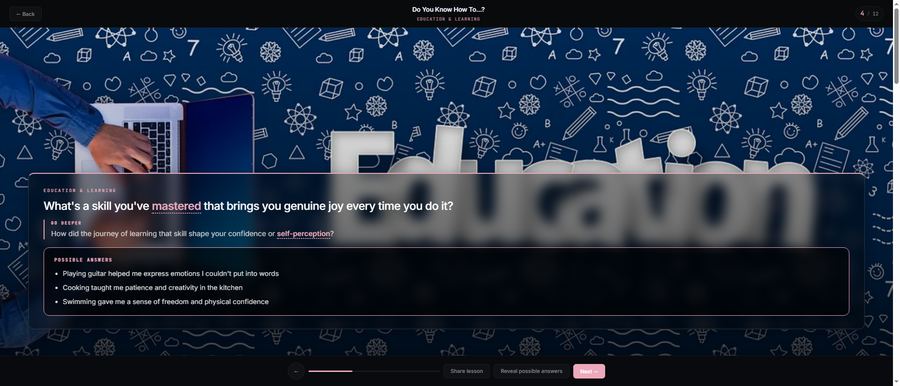 ← Back
Do You Know How To...?
EDUCATION & LEARNING
4 / 12
Education
EDUCATION & LEARNING
What's a skill you've mastered that brings you genuine joy every time you do it?
GO DEEPER
How did the journey of learning that skill shape your confidence or self-perception?
POSSIBLE ANSWERS
• Playing guitar helped me express emotions I couldn't put into words
• Cooking taught me patience and creativity in the kitchen
• Swimming gave me a sense of freedom and physical confidence
←
Share lesson
Reveal possible answers
Next →